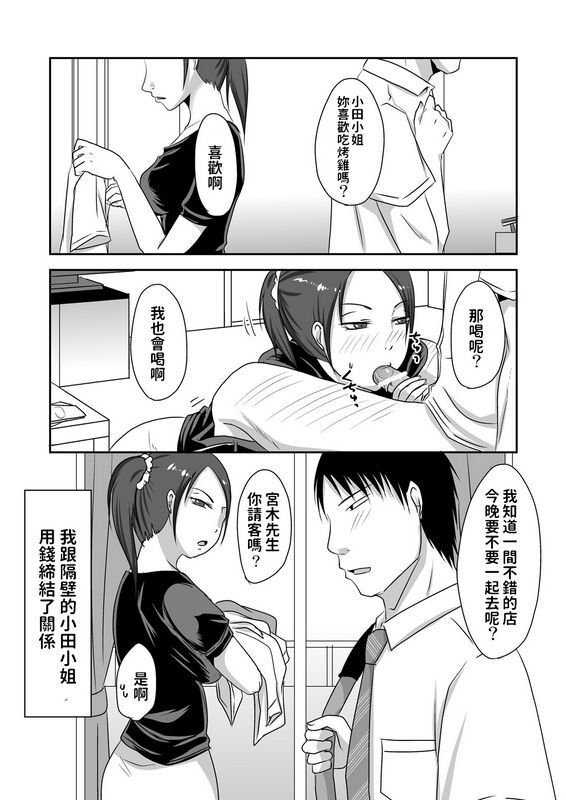 小田小姐
妳喜歡吃烤雞嗎？
喜歡啊
那喝呢？
我也會喝啊
我知道一間不錯的店
今晚要不要一起去呢？
宮木先生
你請客嗎？
是啊
我跟隔壁的小田小姐
用錢締結了關係